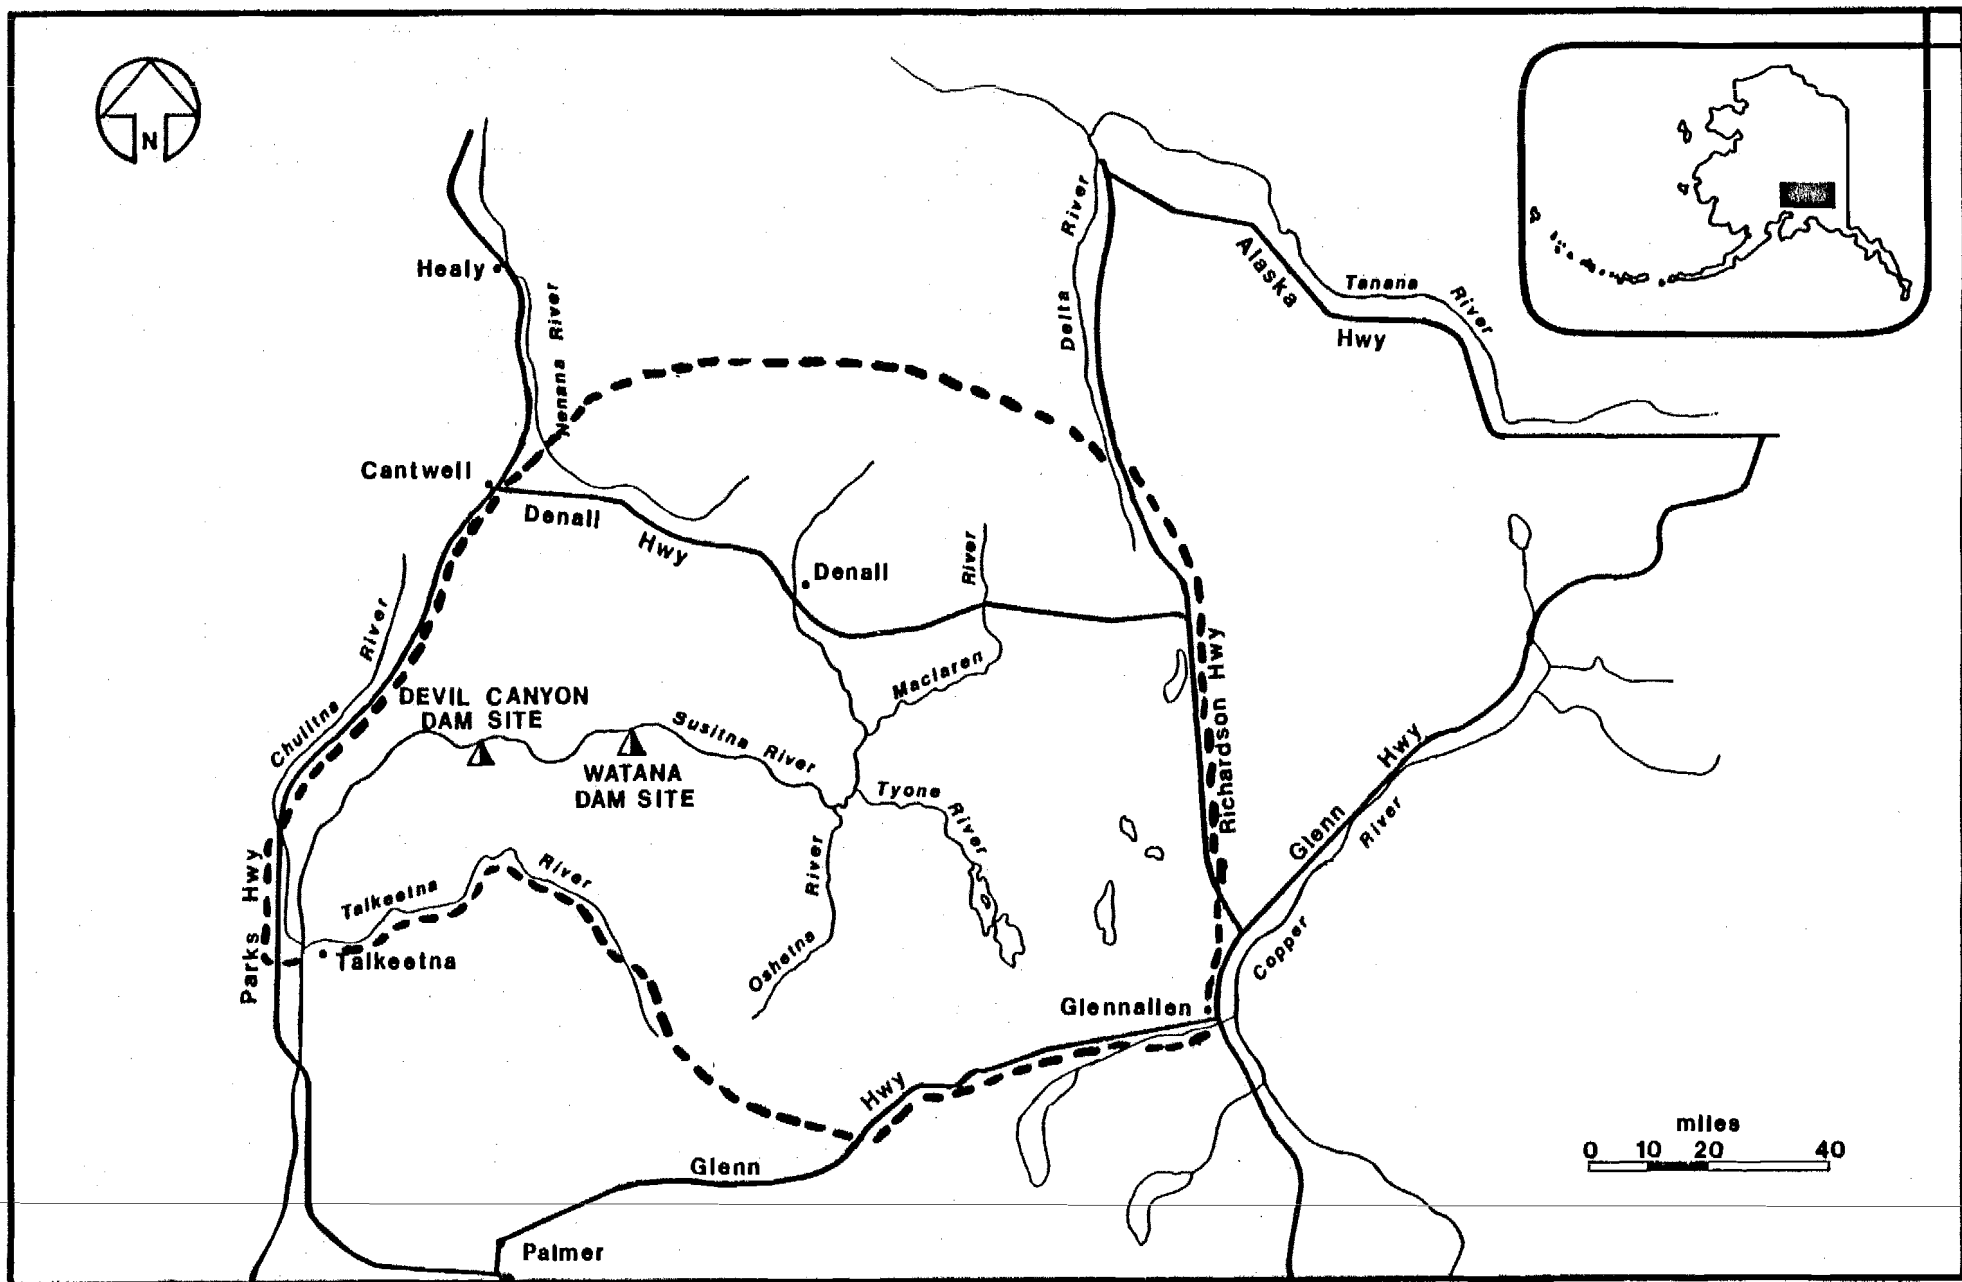 N
Healy
Nenana River
Cantwell
Denali
Hwy
Denali
River
Maclaren
Delta River
Alaska
Hwy
Tanana
River
Chulitna River
DEVIL CANYON
DAM SITE
WATANA
DAM SITE
Susitna River
Tyone River
Oshetna River
Richardson Hwy
Glenn Hwy
Copper River
Parks Hwy
Talkeetna River
Talkeetna
Glennallen
Glenn Hwy
Palmer
miles
0 10 20 40